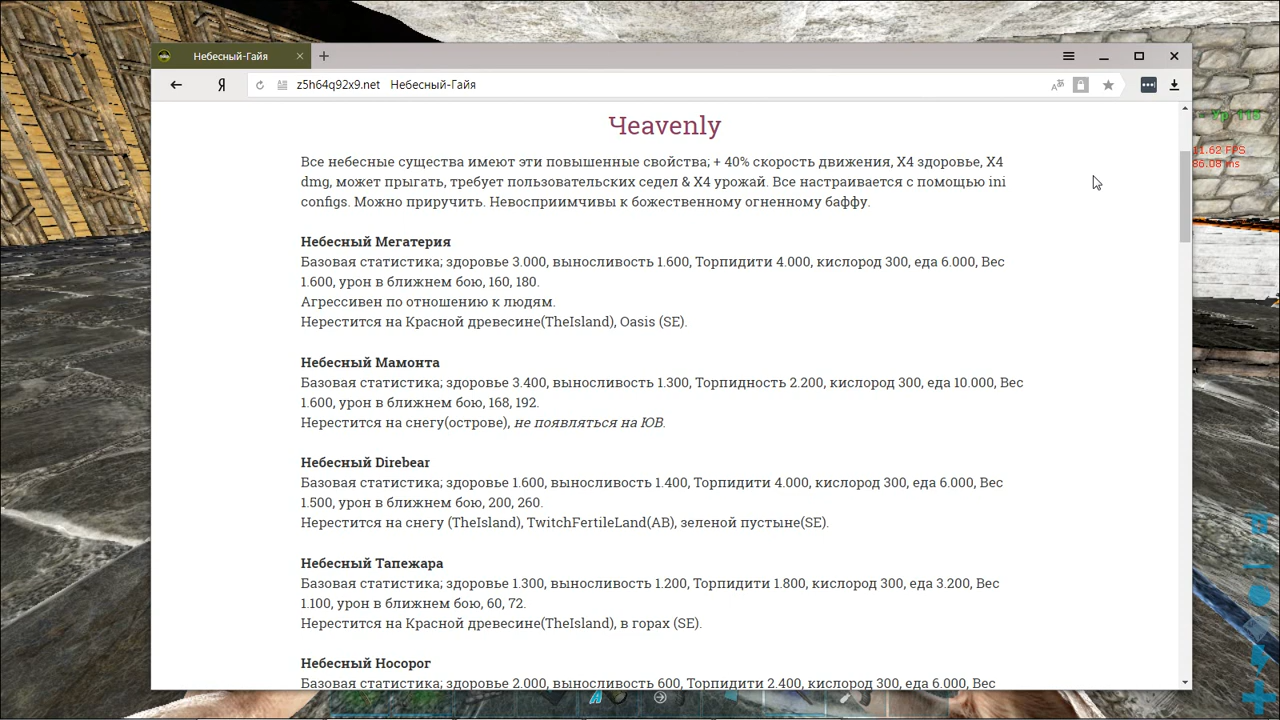 Небесный-Гайя
Я
z5h64q92x9.net Небесный-Гайя
- Ур 116
11.62 FPS
86.08 ms
Чeavenly
Все небесные существа имеют эти повышенные свойства; + 40% скорость движения, X4 здоровье, X4
dmg, может прыгать, требует пользовательских седел & X4 урожай. Все настраивается с помощью ini
configs. Можно приручить. Невосприимчивы к божественному огненному баффу.
Небесный Мегатерия
Базовая статистика; здоровье 3.000, выносливость 1.600, Торпидити 4.000, кислород 300, еда 6.000, Вес
1.600, урон в ближнем бою, 160, 180.
Агрессивен по отношению к людям.
Нерестится на Красной древесине(TheIsland), Oasis (SE).
Небесный Мамонта
Базовая статистика; здоровье 3.400, выносливость 1.300, Торпидность 2.200, кислород 300, еда 10.000, Вес
1.600, урон в ближнем бою, 168, 192.
Нерестится на снегу(острове), не появляться на ЮВ.
Небесный Direbear
Базовая статистика; здоровье 1.600, выносливость 1.400, Торпидити 4.000, кислород 300, еда 6.000, Вес
1.500, урон в ближнем бою, 200, 260.
Нерестится на снегу (TheIsland), TwitchFertileLand(AB), зеленой пустыне(SE).
Небесный Тапежара
Базовая статистика; здоровье 1.300, выносливость 1.200, Торпидити 1.800, кислород 300, еда 3.200, Вес
1.100, урон в ближнем бою, 60, 72.
Нерестится на Красной древесине(TheIsland), в горах (SE).
Небесный Носорог
Базовая статистика; здоровье 2.000, выносливость 600, Торпидити 2.400, кислород 300, еда 6.000, Вес